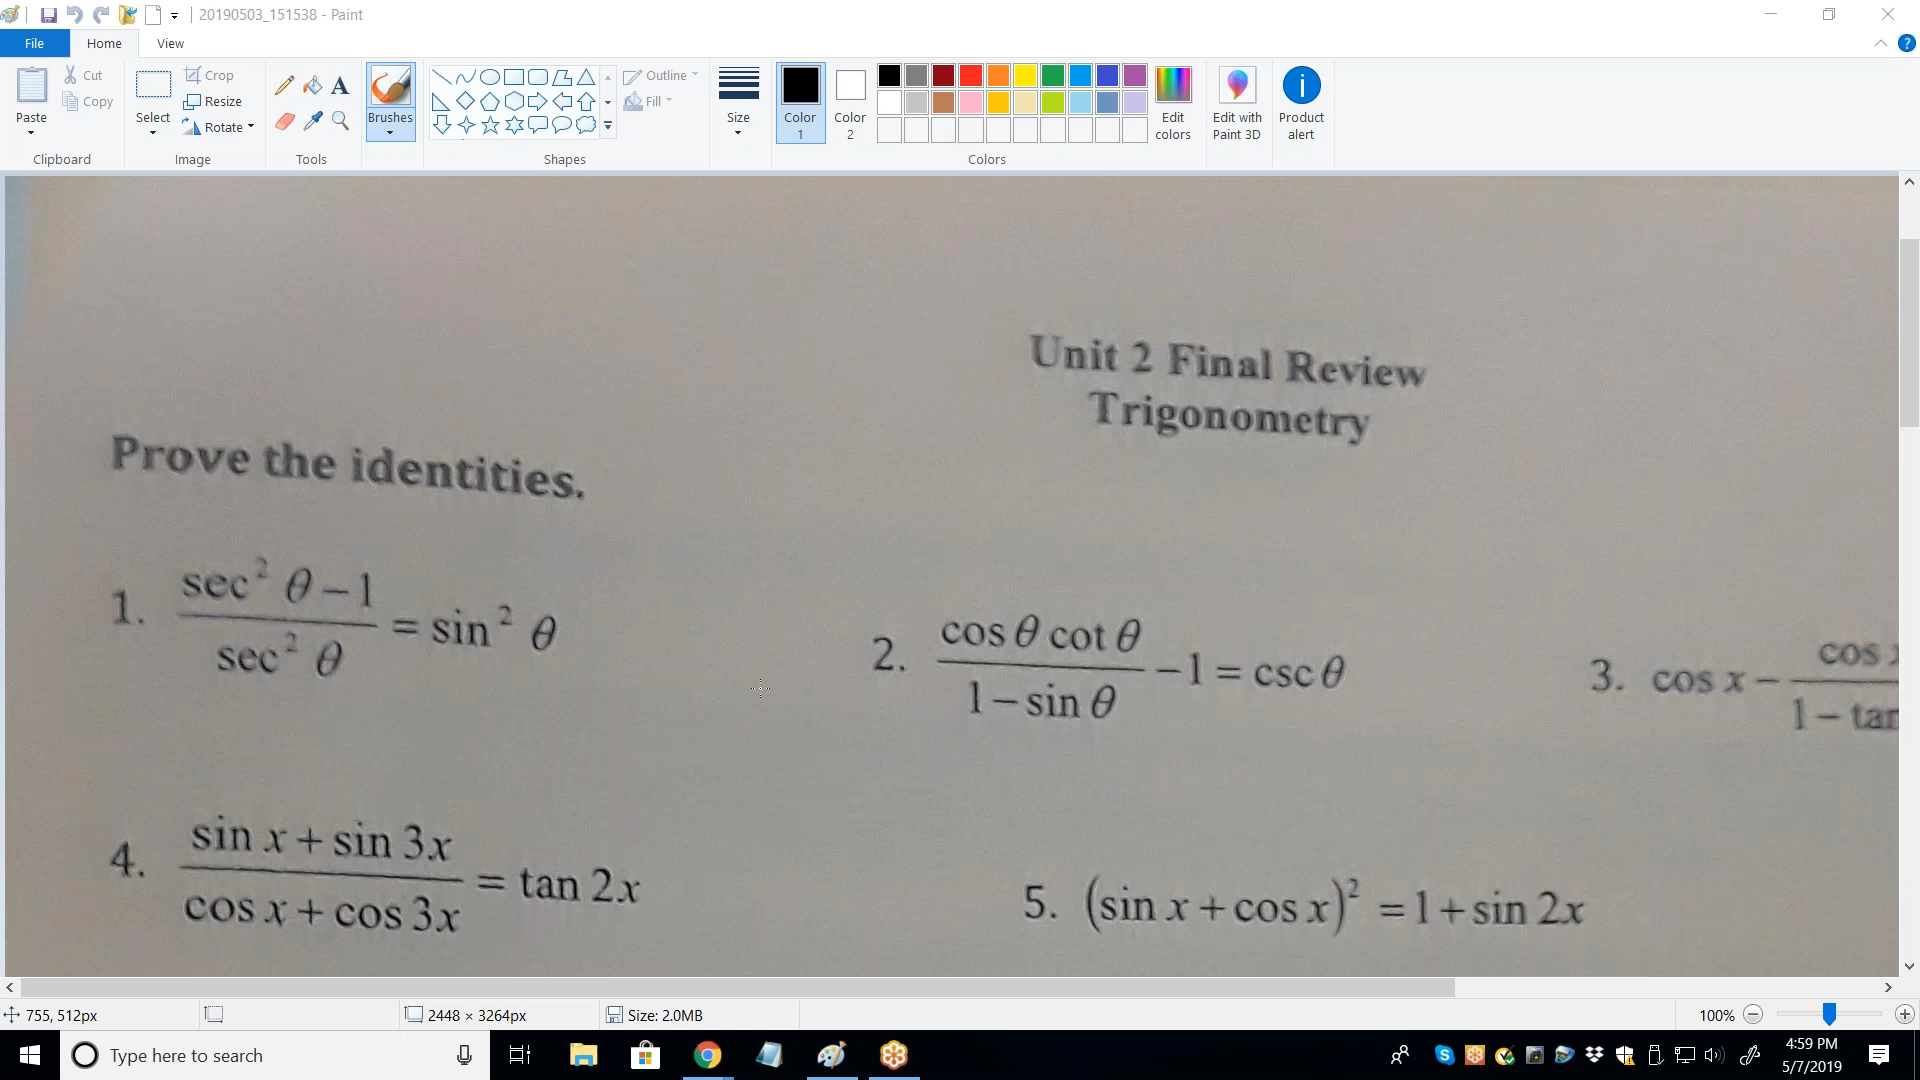 20190503_151538 - Paint
File Home View
Paste Cut Copy Clipboard
Select Crop Resize Rotate Image
Tools
Brushes
Outline Fill Shapes
Size
Color 1 Color 2 Edit colors Colors
Edit with Paint 3D
Product alert
Unit 2 Final Review
Trigonometry
Prove the identities.
1. (sec² θ − 1)/(sec² θ) = sin² θ
2. (cos θ cot θ)/(1 − sin θ) − 1 = csc θ
3. cos x − (cos)/(1 − tan
4. (sin x + sin 3x)/(cos x + cos 3x) = tan 2x
5. (sin x + cos x)² = 1 + sin 2x
755, 512px 2448 × 3264px Size: 2.0MB 100%
Type here to search 4:59 PM
5/7/2019